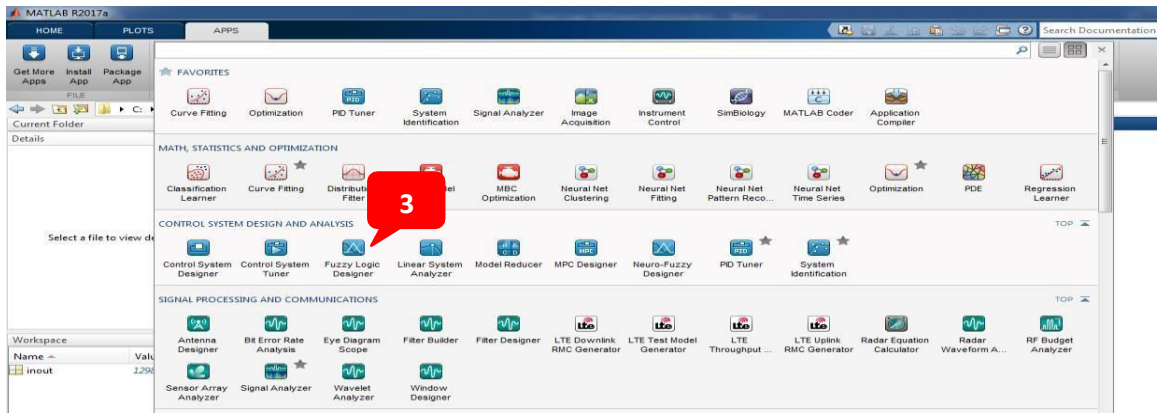 MATLAB R2017a
HOME PLOTS APPS
Search Documentation
Get More Apps
Install App
Package App
FILE
C:
Current Folder
Details
Select a file to view de
Workspace
Name Valu
inout 1298
FAVORITES
Curve Fitting
Optimization
PID Tuner
System Identification
Signal Analyzer
Image Acquisition
Instrument Control
SimBiology
MATLAB Coder
Application Compiler
MATH, STATISTICS AND OPTIMIZATION
Classification Learner
Curve Fitting
Distributi
Fitter
3
el
MBC Optimization
Neural Net Clustering
Neural Net Fitting
Neural Net Pattern Reco...
Neural Net Time Series
Optimization
PDE
Regression Learner
CONTROL SYSTEM DESIGN AND ANALYSIS
TOP
Control System Designer
Control System Tuner
Fuzzy Logic Designer
Linear System Analyzer
Model Reducer
MPC Designer
Neuro-Fuzzy Designer
PID Tuner
System Identification
SIGNAL PROCESSING AND COMMUNICATIONS
TOP
Antenna Designer
Bit Error Rate Analysis
Eye Diagram Scope
Filter Builder
Filter Designer
LTE Downlink RMC Generator
LTE Test Model Generator
LTE Throughput ...
LTE Uplink RMC Generator
Radar Equation Calculator
Radar Waveform A...
RF Budget Analyzer
Sensor Array Analyzer
Signal Analyzer
Wavelet Analyzer
Window Designer